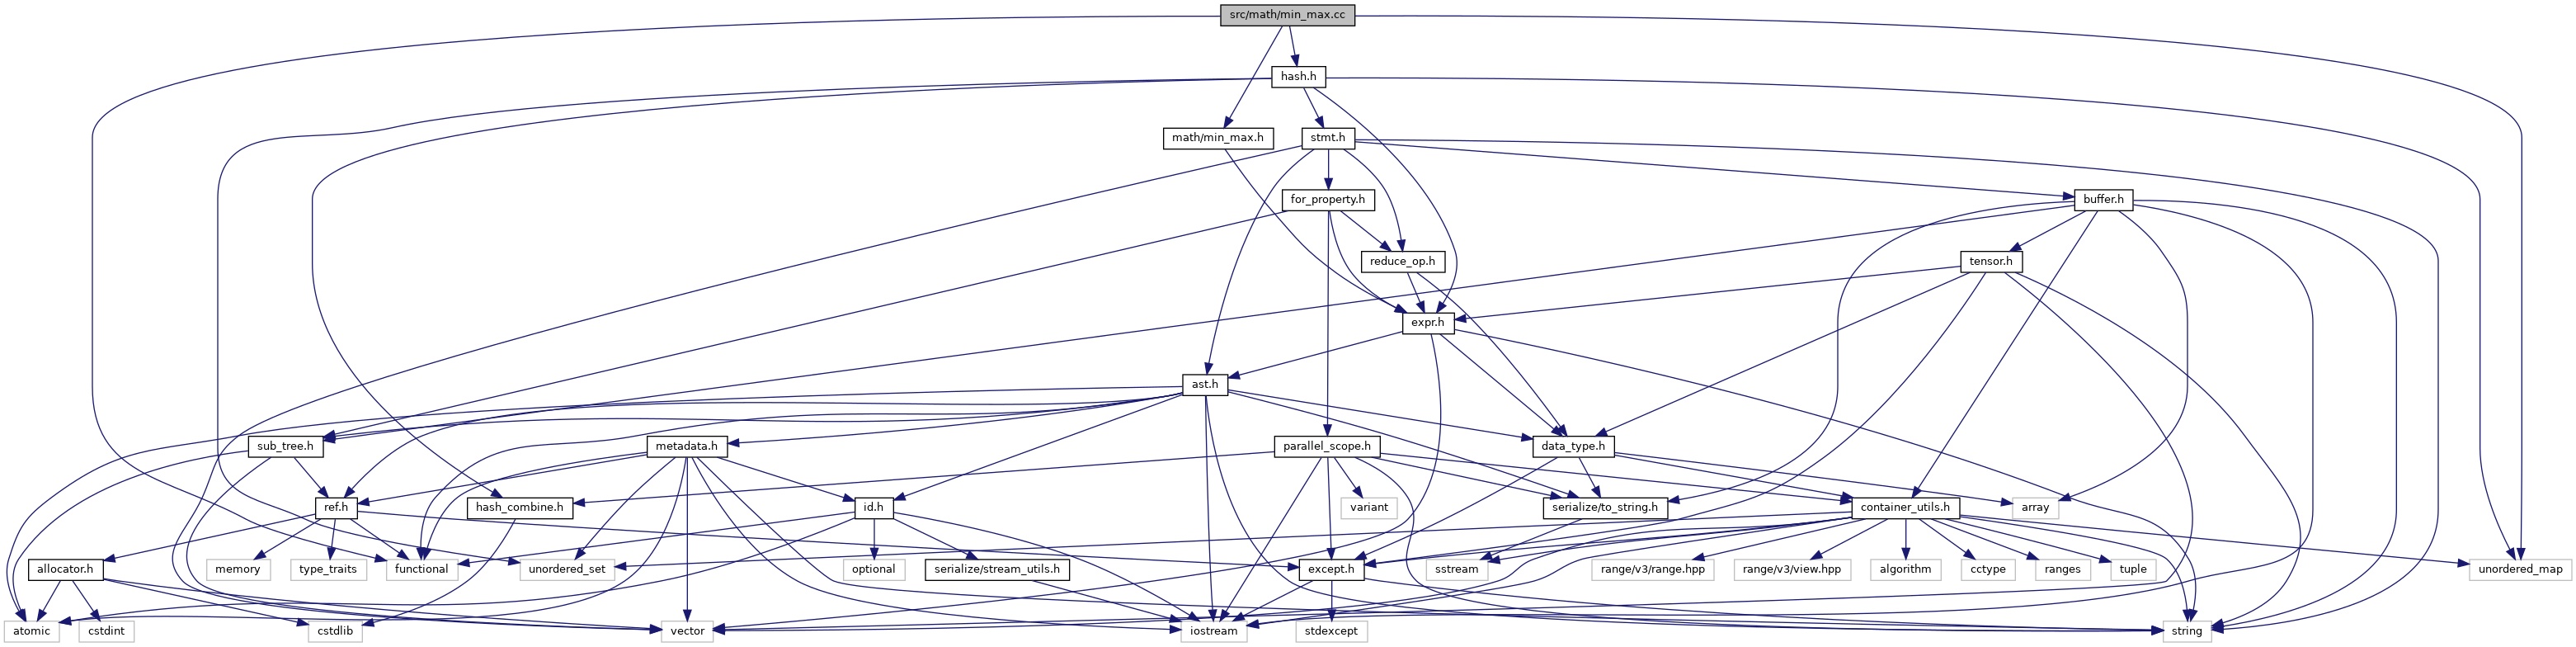 src/math/min_max.cc
hash.h
math/min_max.h
stmt.h
for_property.h
buffer.h
reduce_op.h
tensor.h
expr.h
ast.h
sub_tree.h
metadata.h
parallel_scope.h
data_type.h
ref.h
hash_combine.h
id.h
variant
serialize/to_string.h
container_utils.h
array
allocator.h
memory
type_traits
functional
unordered_set
optional
serialize/stream_utils.h
except.h
sstream
range/v3/range.hpp
range/v3/view.hpp
algorithm
cctype
ranges
tuple
unordered_map
atomic
cstdint
cstdlib
vector
iostream
stdexcept
string